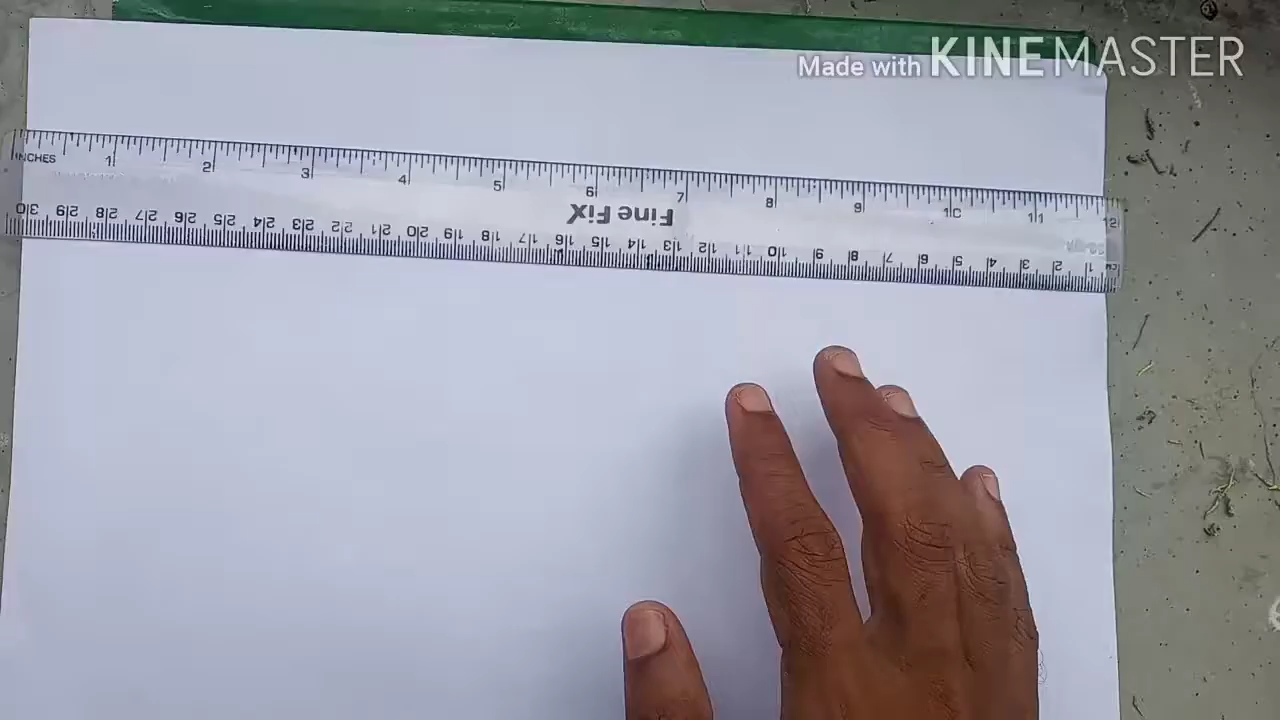 Made with KINEMASTER
INCHES 1 2 3 4 5 6 7 8 9 10 11 12
Fine Fix
30 29 28 27 26 25 24 23 22 21 20 19 18 17 16 15 14 13 12 11 10 9 8 7 6 5 4 3 2 1 CM